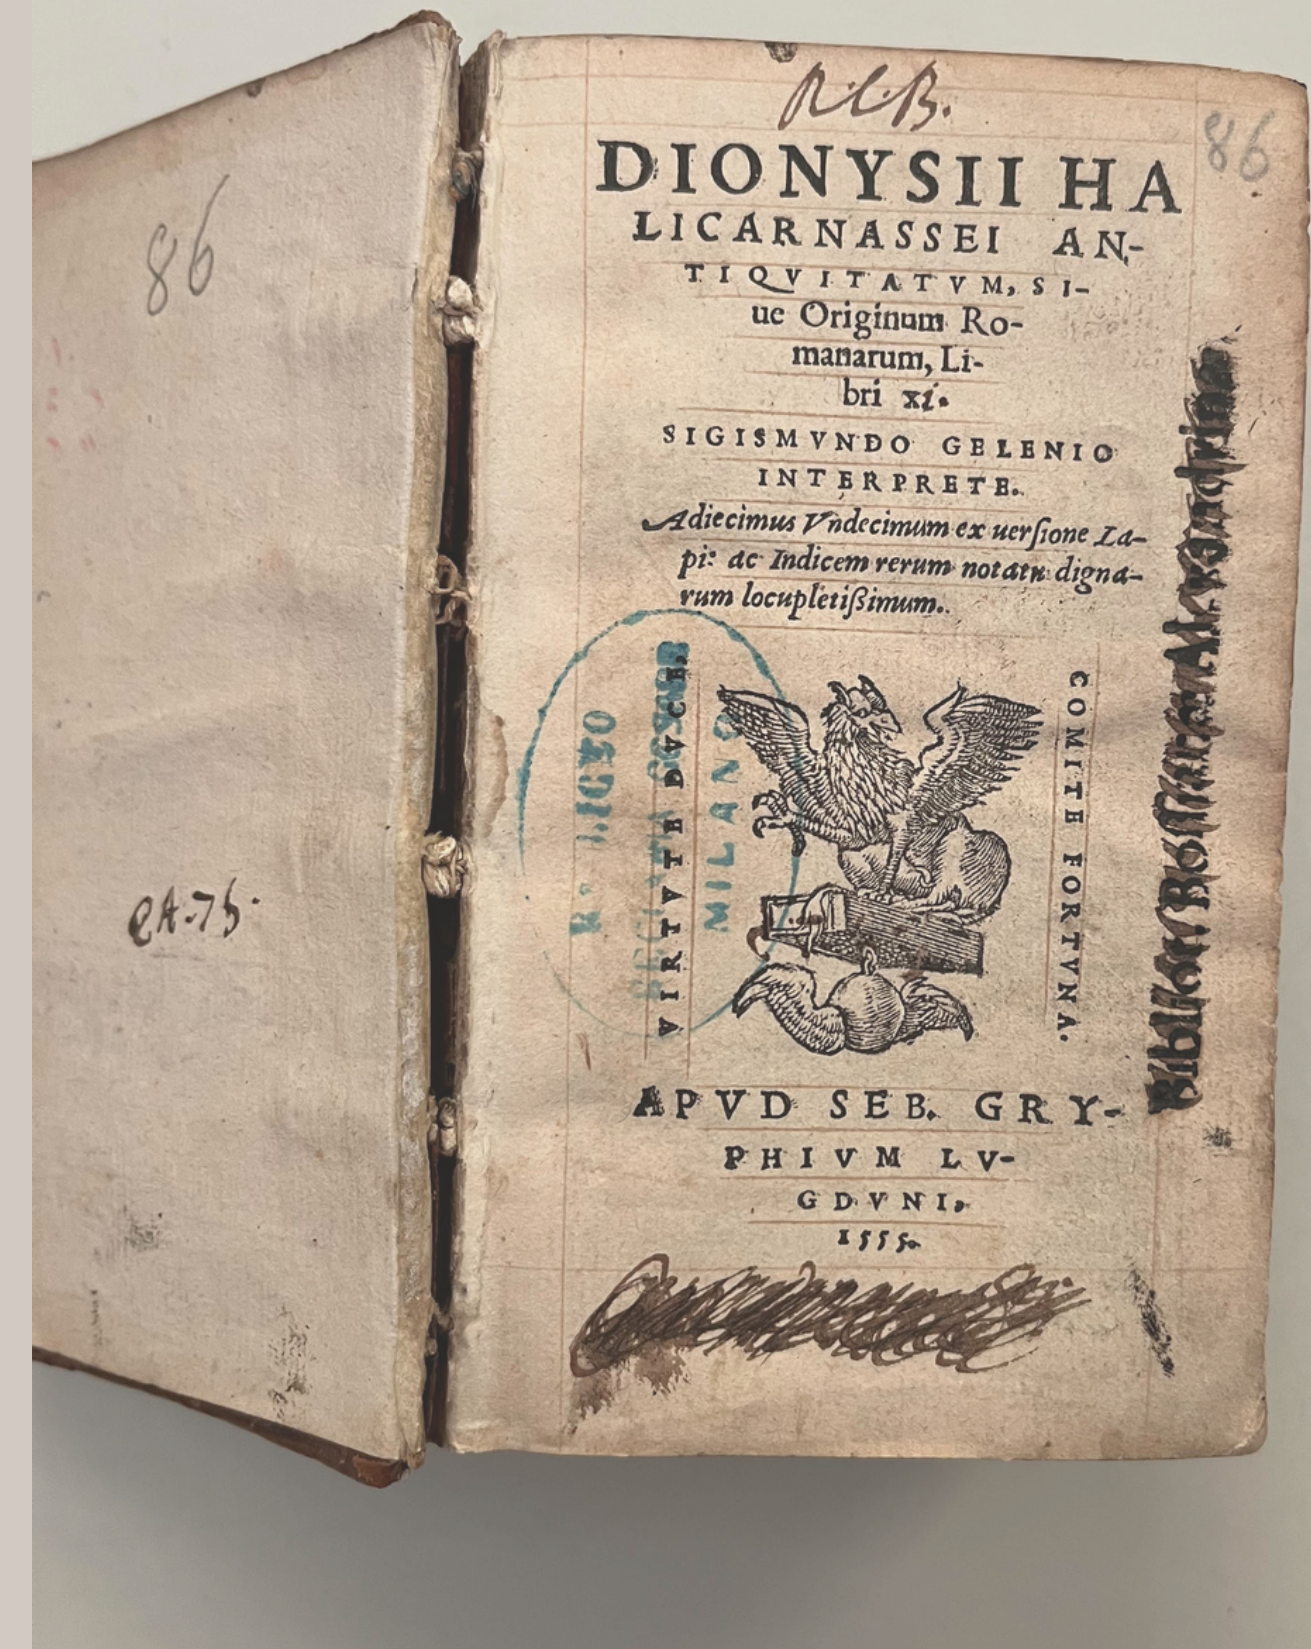 86
eA.75.
R.C.B.
86
DIONYSII HA
LICARNASSEI AN-
TIQVITATVM, SI-
ue Originum Ro-
manarum, Li-
bri xi.
SIGISMVNDO GELENIO
INTERPRETE.
Adiecimus Vndecimum ex uersione La-
pi: ac Indicem rerum notatu digna-
rum locupletißimum.
VIRTVTE DVCE,
COMITE FORTVNA.
R. LICEO
MILANO
APVD SEB. GRY-
PHIVM LV-
GDVNI,
1555.